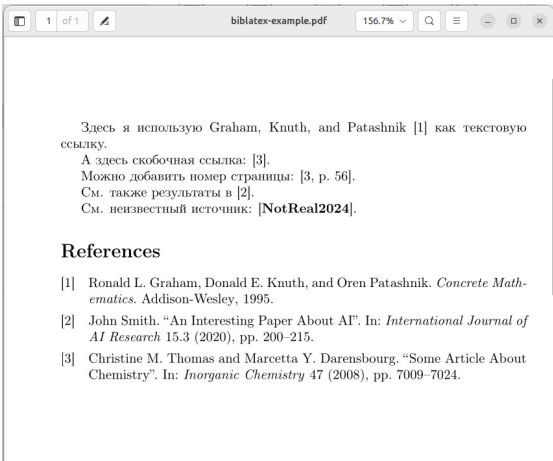 1 of 1 biblatex-example.pdf 156.7%
Здесь я использую Graham, Knuth, and Patashnik [1] как текстовую
ссылку.
А здесь скобочная ссылка: [3].
Можно добавить номер страницы: [3, p. 56].
См. также результаты в [2].
См. неизвестный источник: [NotReal2024].
References
[1] Ronald L. Graham, Donald E. Knuth, and Oren Patashnik. Concrete Math-
ematics. Addison-Wesley, 1995.
[2] John Smith. “An Interesting Paper About AI”. In: International Journal of
AI Research 15.3 (2020), pp. 200–215.
[3] Christine M. Thomas and Marcetta Y. Darensbourg. “Some Article About
Chemistry”. In: Inorganic Chemistry 47 (2008), pp. 7009–7024.